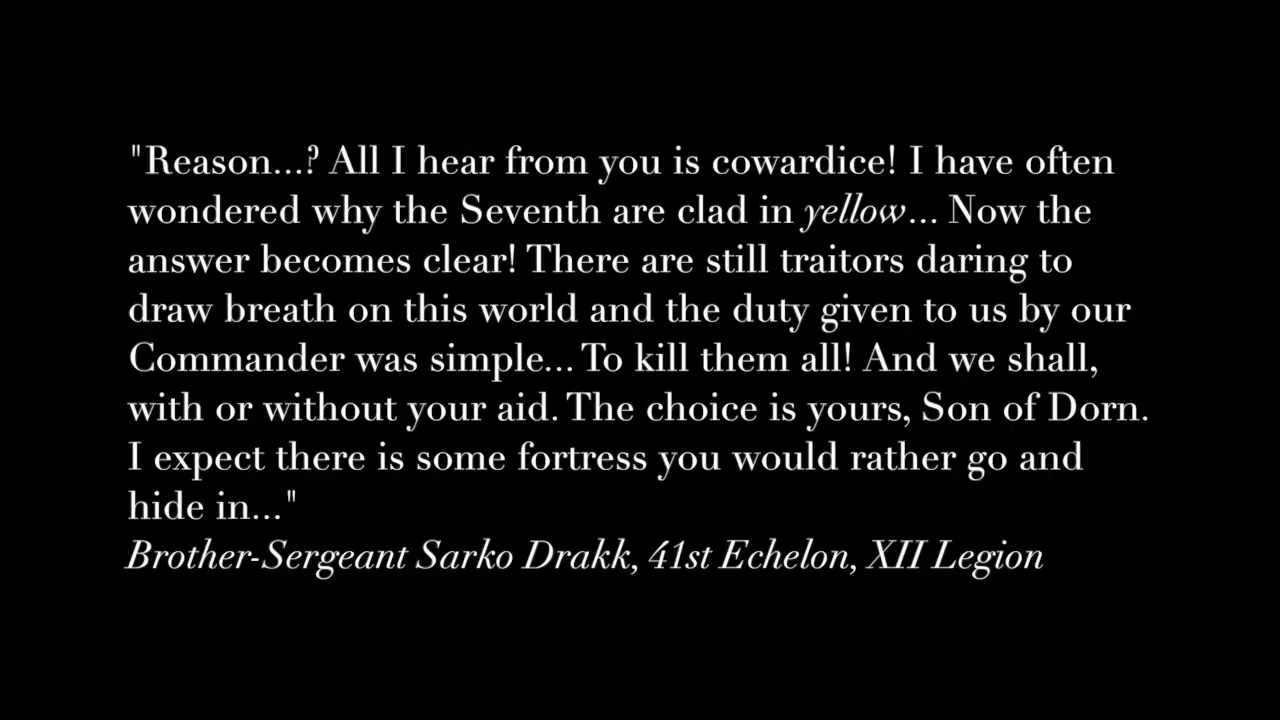 "Reason...? All I hear from you is cowardice! I have often
wondered why the Seventh are clad in yellow... Now the
answer becomes clear! There are still traitors daring to
draw breath on this world and the duty given to us by our
Commander was simple... To kill them all! And we shall,
with or without your aid. The choice is yours, Son of Dorn.
I expect there is some fortress you would rather go and
hide in..."
Brother-Sergeant Sarko Drakk, 41st Echelon, XII Legion